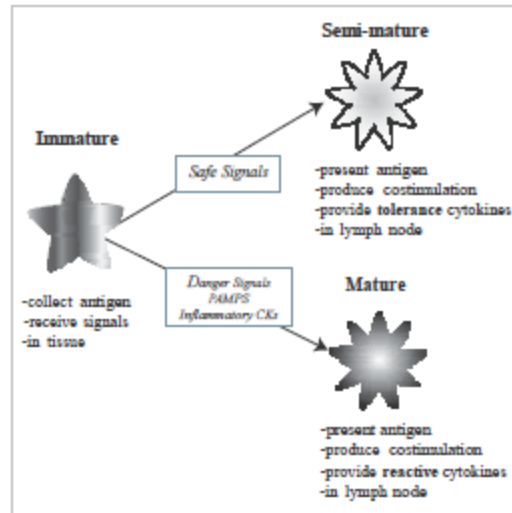 Semi-mature
Immature
Safe Signals
-present antigen
-produce costimulation
-provide tolerance cytokines
-in lymph node
Danger Signals
PAMPS
Inflammatory CKs
Mature
-collect antigen
-receive signals
-in tissue
-present antigen
-produce costimulation
-provide reactive cytokines
-in lymph node